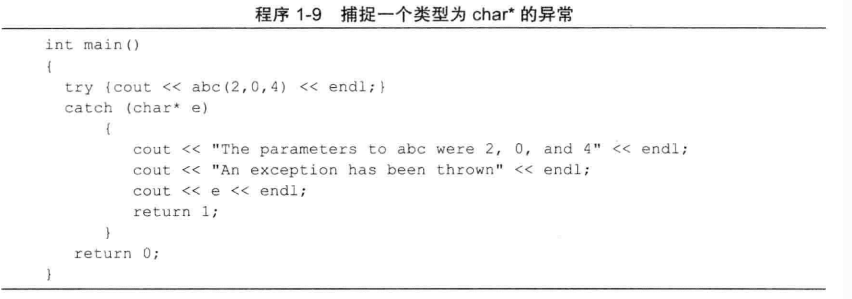 程序 1-9 捕捉一个类型为 char* 的异常
int main()
{
try {cout << abc(2,0,4) << endl;}
catch (char* e)
{
cout << "The parameters to abc were 2, 0, and 4" << endl;
cout << "An exception has been thrown" << endl;
cout << e << endl;
return 1;
}
return 0;
}